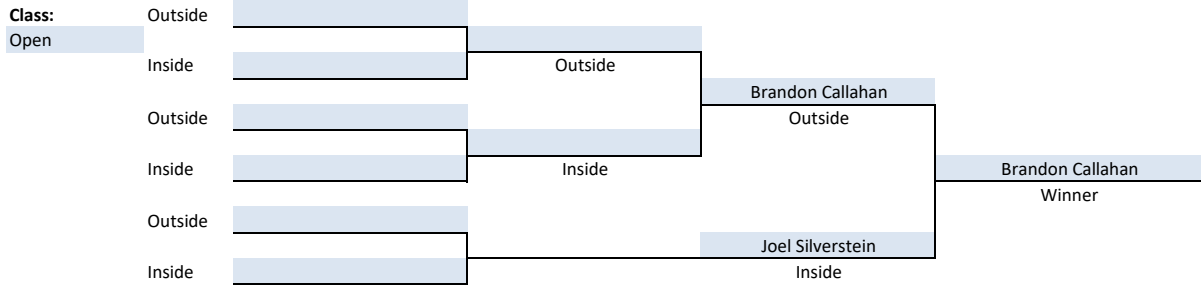 Class: Outside
Open
Inside Outside
Brandon Callahan
Outside Outside
Inside Inside Brandon Callahan
Winner
Outside
Joel Silverstein
Inside Inside